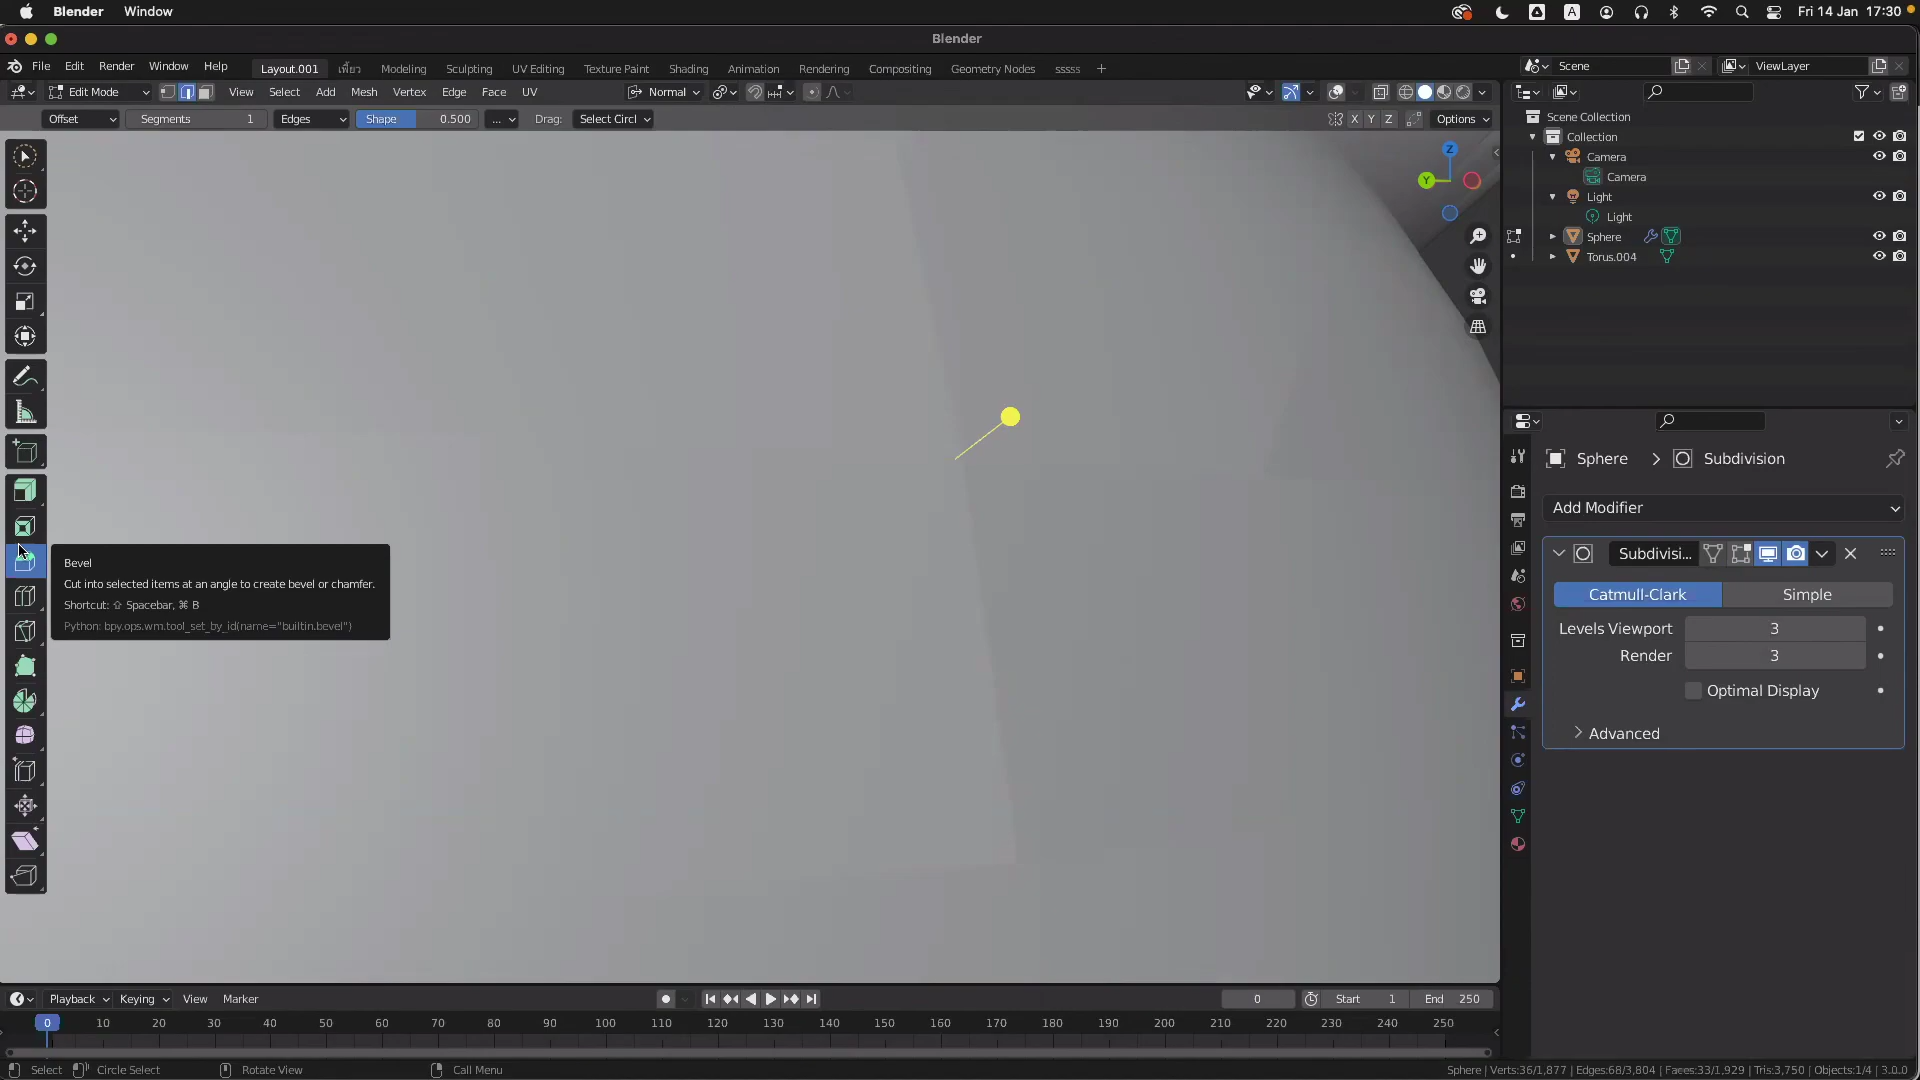 Blender Window Fri 14 Jan 17:30
Blender
File Edit Render Window Help Layout.001 เพี้ยว Modeling Sculpting UV Editing Texture Paint Shading Animation Rendering Compositing Geometry Nodes sssss + Scene ViewLayer
Edit Mode View Select Add Mesh Vertex Edge Face UV Normal
Offset Segments 1 Edges Shape 0.500 ... Drag: Select Circl X Y Z Options
Scene Collection
Collection
Camera
Camera
Light
Light
Sphere
Torus.004
Z
Y
Sphere > Subdivision
Add Modifier
Subdivisi...
Catmull-Clark Simple
Levels Viewport 3
Render 3
Optimal Display
Advanced
Bevel
Cut into selected items at an angle to create bevel or chamfer.
Shortcut: ⇧ Spacebar, ⌘ B
Python: bpy.ops.wm.tool_set_by_id(name="builtin.bevel")
Playback Keying View Marker 0 Start 1 End 250
0 10 20 30 40 50 60 70 80 90 100 110 120 130 140 150 160 170 180 190 200 210 220 230 240 250
Select Circle Select Rotate View Call Menu Sphere | Verts:36/1,877 | Edges:68/3,804 | Faces:33/1,929 | Tris:3,750 | Objects:1/4 | 3.0.0